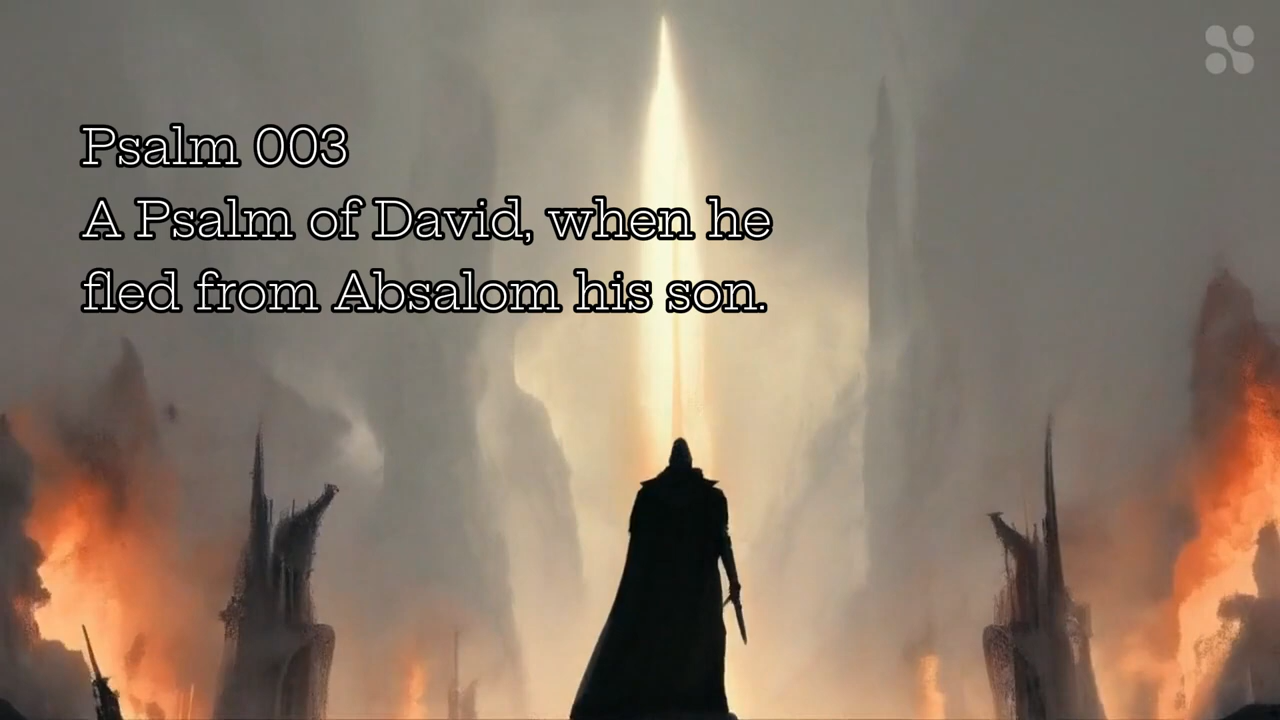 Psalm 003
A Psalm of David, when he
fled from Absalom his son.